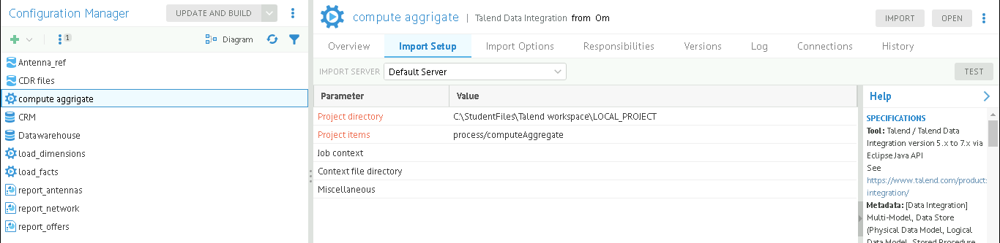 Configuration Manager
UPDATE AND BUILD
1
Diagram
Antenna_ref
CDR files
compute aggrigate
CRM
Datawarehouse
load_dimensions
load_facts
report_antennas
report_network
report_offers
compute aggrigate | Talend Data Integration from Om
IMPORT
OPEN
Overview
Import Setup
Import Options
Responsibilities
Versions
Log
Connections
History
IMPORT SERVER
Default Server
TEST
Parameter
Value
Project directory
C:\StudentFiles\Talend workspace\LOCAL_PROJECT
Project items
process/computeAggregate
Job context
Context file directory
Miscellaneous
Help
SPECIFICATIONS
Tool: Talend / Talend Data
Integration version 5.x to 7.x via
Eclipse Java API
See
https://www.talend.com/products
integration/
Metadata: [Data Integration]
Multi-Model, Data Store
(Physical Data Model, Logical
Data Model, Stored Procedure